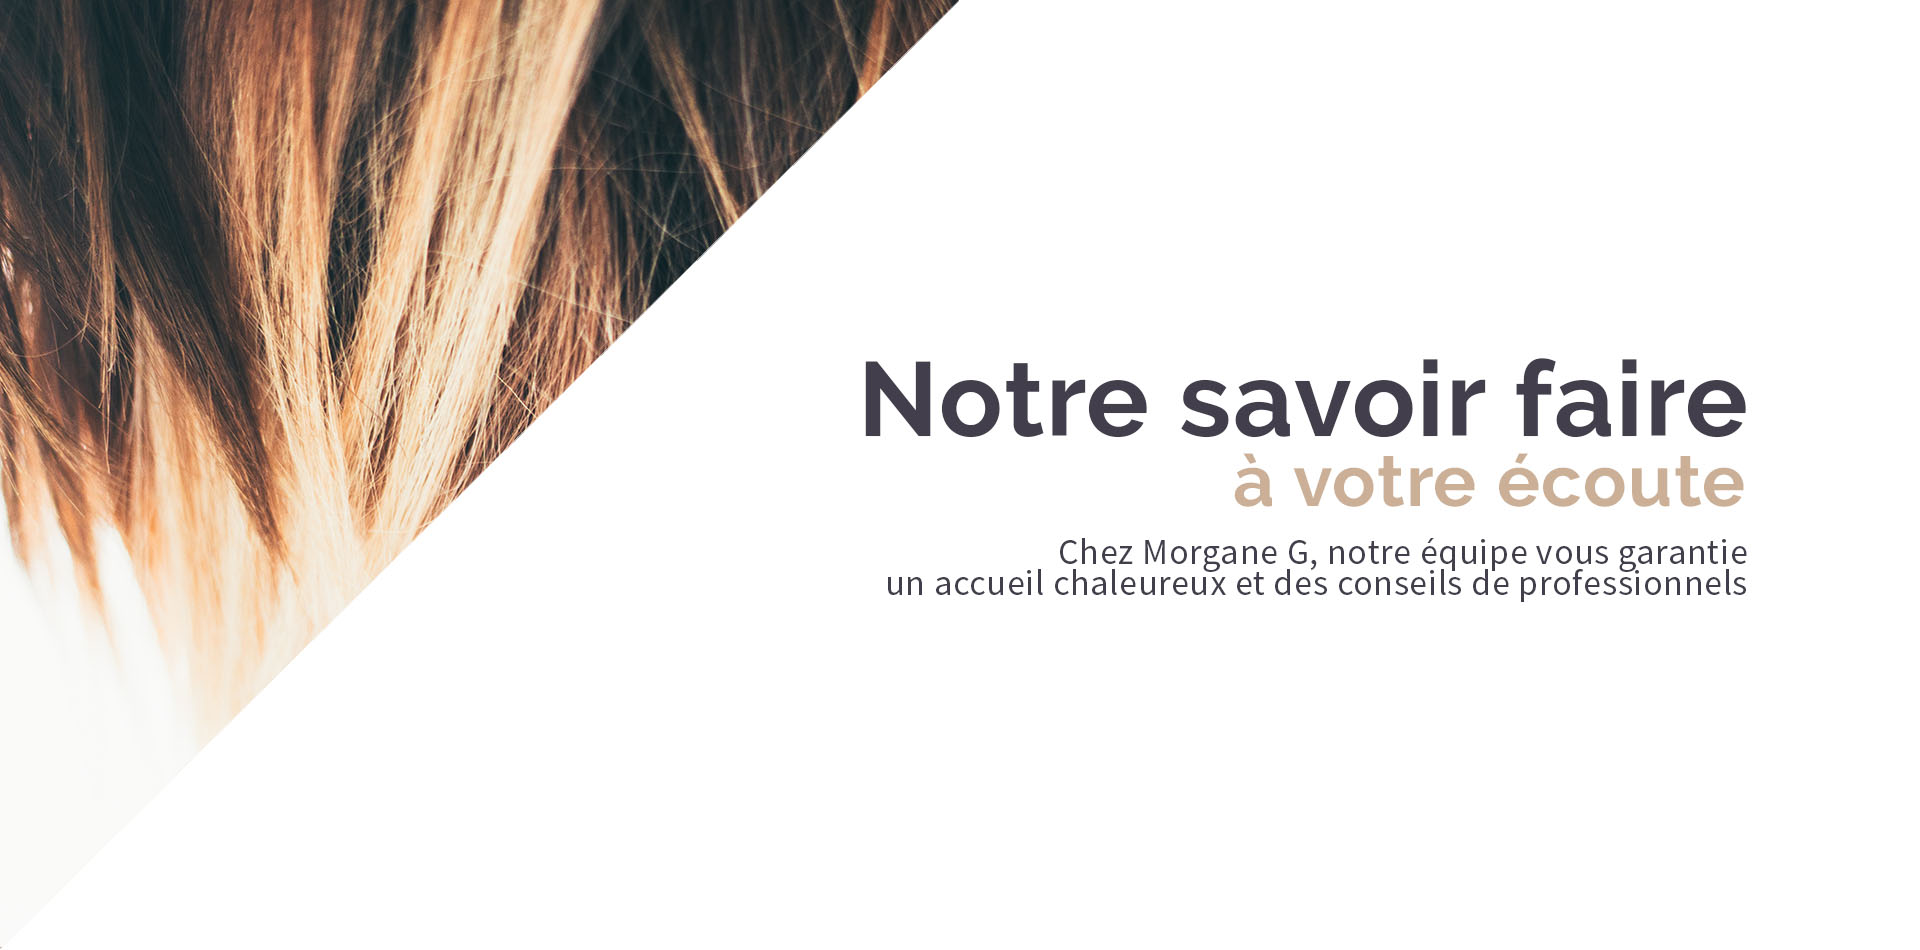 Notre savoir faire
à votre écoute
Chez Morgane G, notre équipe vous garantie
un accueil chaleureux et des conseils de professionnels